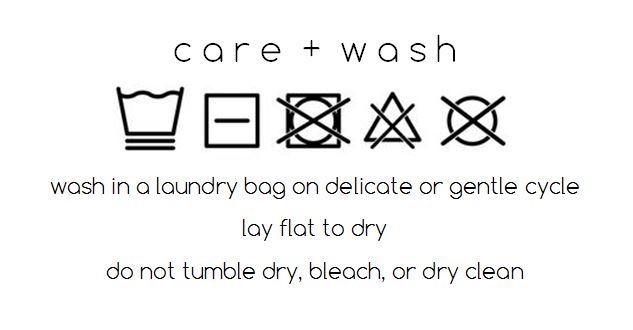 care + wash
wash in a laundry bag on delicate or gentle cycle
lay flat to dry
do not tumble dry, bleach, or dry clean